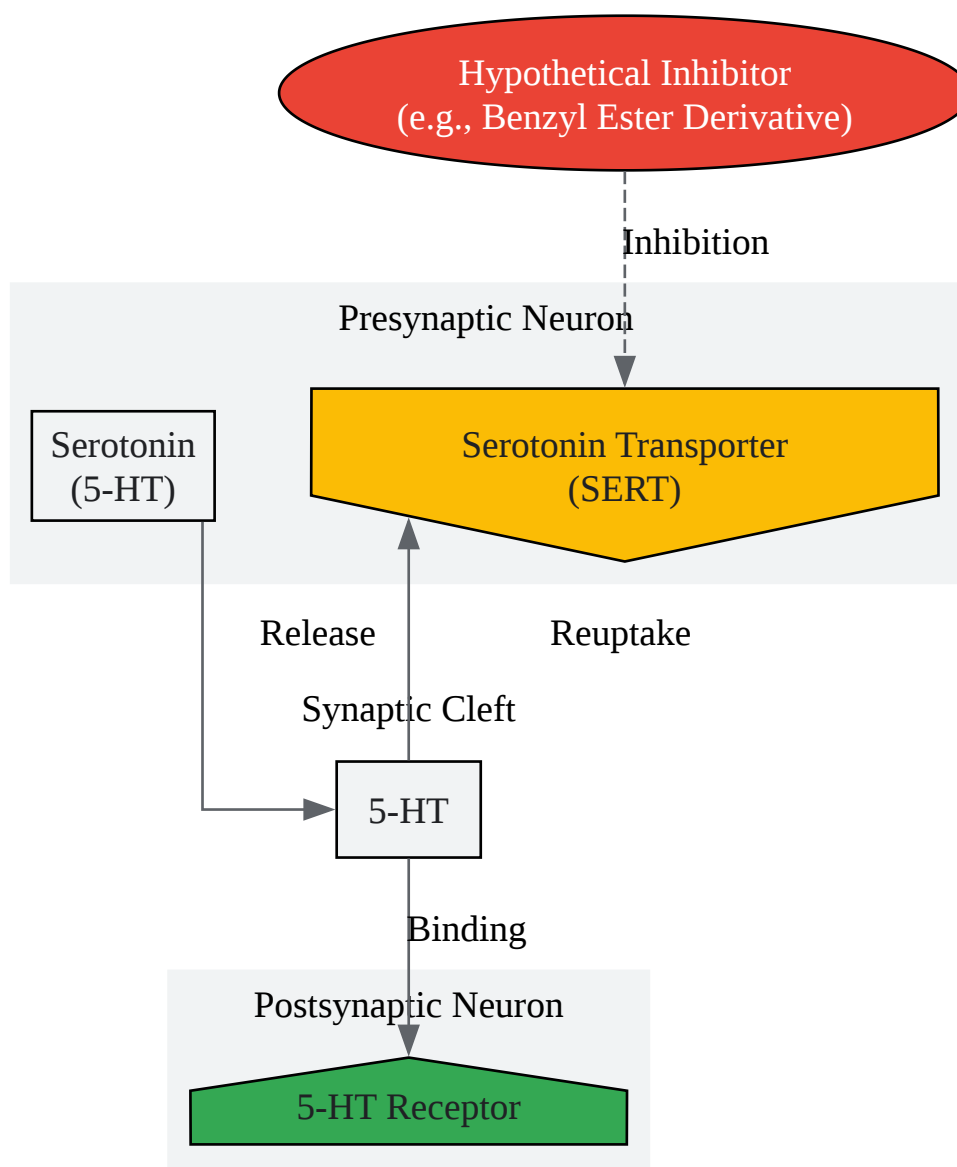 Hypothetical Inhibitor
(e.g., Benzyl Ester Derivative)
Inhibition
Presynaptic Neuron
Serotonin
(5-HT)
Serotonin Transporter
(SERT)
Release
Reuptake
Synaptic Cleft
5-HT
Binding
Postsynaptic Neuron
5-HT Receptor